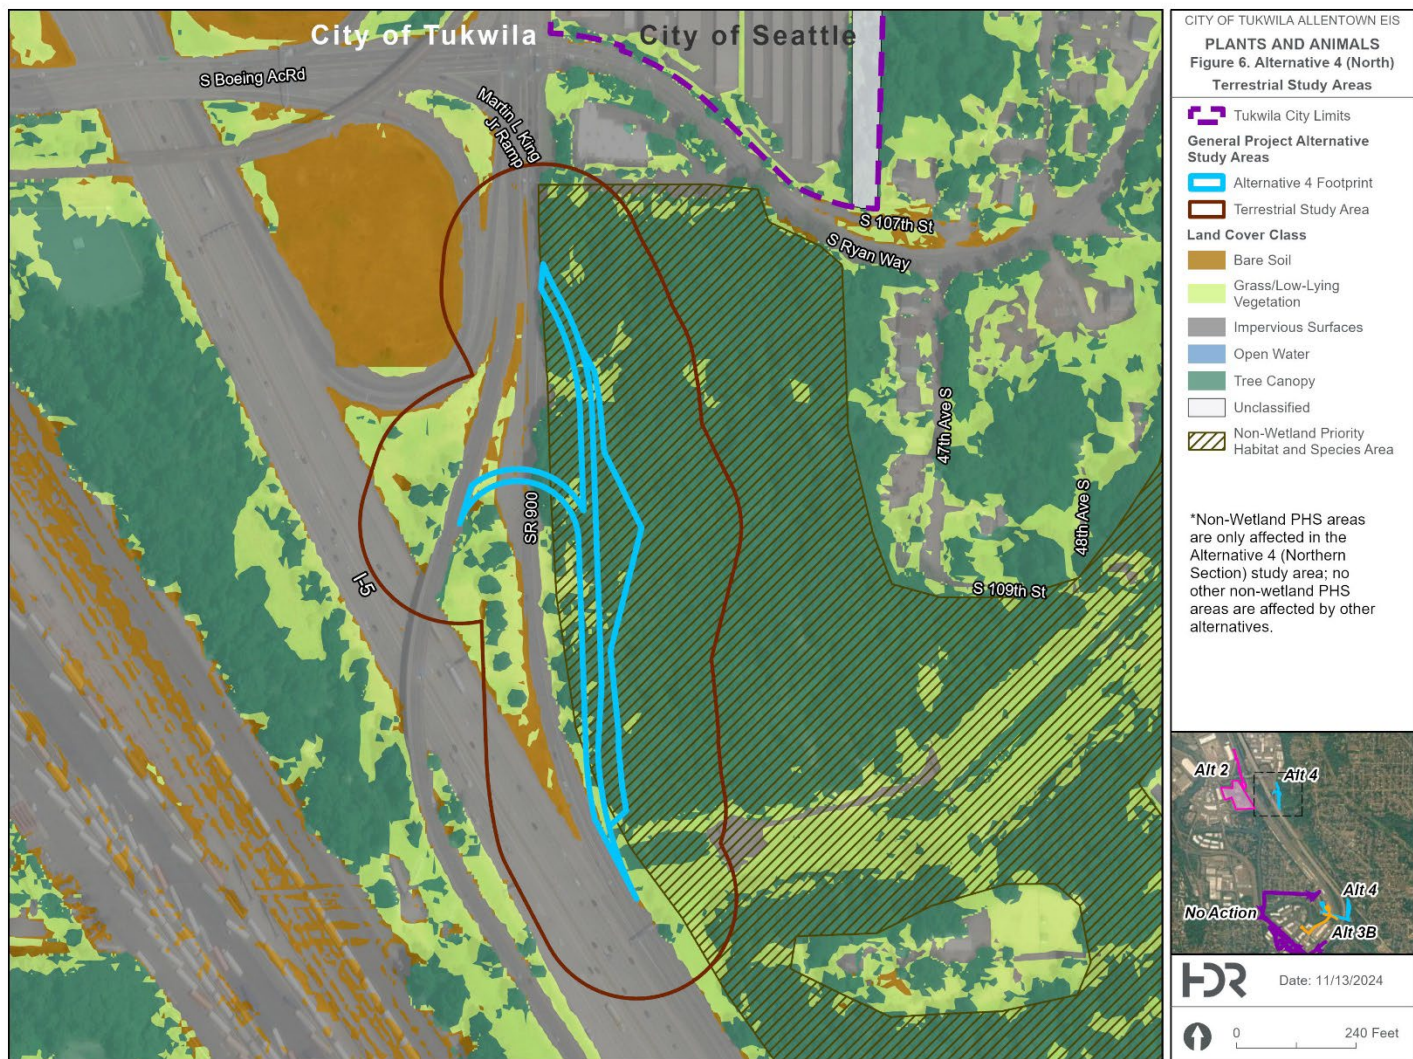 City of Tukwila
City of Seattle
S Boeing AcRd
Martin L King
Jr Ramp
S 107th St
S Ryan Way
47th Ave S
48th Ave S
S 109th St
SR 900
I-5
CITY OF TUKWILA ALLENTOWN EIS
PLANTS AND ANIMALS
Figure 6. Alternative 4 (North)
Terrestrial Study Areas
Tukwila City Limits
General Project Alternative
Study Areas
Alternative 4 Footprint
Terrestrial Study Area
Land Cover Class
Bare Soil
Grass/Low-Lying
Vegetation
Impervious Surfaces
Open Water
Tree Canopy
Unclassified
Non-Wetland Priority
Habitat and Species Area
*Non-Wetland PHS areas
are only affected in the
Alternative 4 (Northern
Section) study area; no
other non-wetland PHS
areas are affected by other
alternatives.
Alt 2
Alt 4
Alt 4
No Action
Alt 3B
HDR
Date: 11/13/2024
0 240 Feet